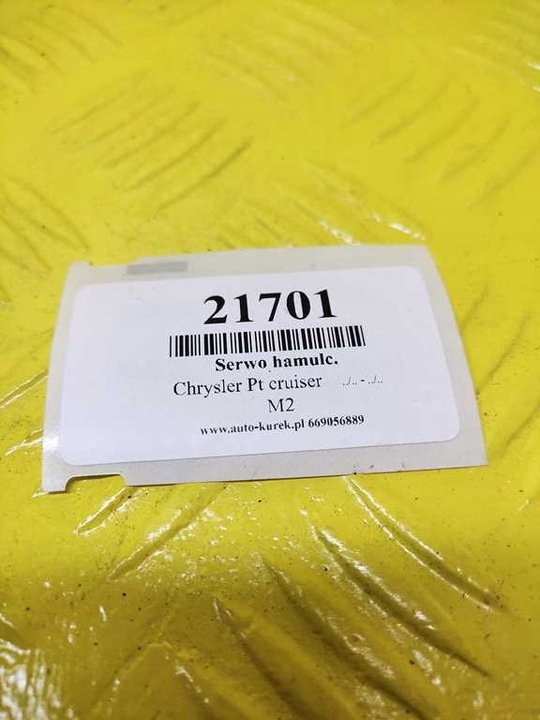 21701
Serwo hamulc.
Chrysler Pt cruiser ../.. - ../..
M2
www.auto-kurek.pl 669056889